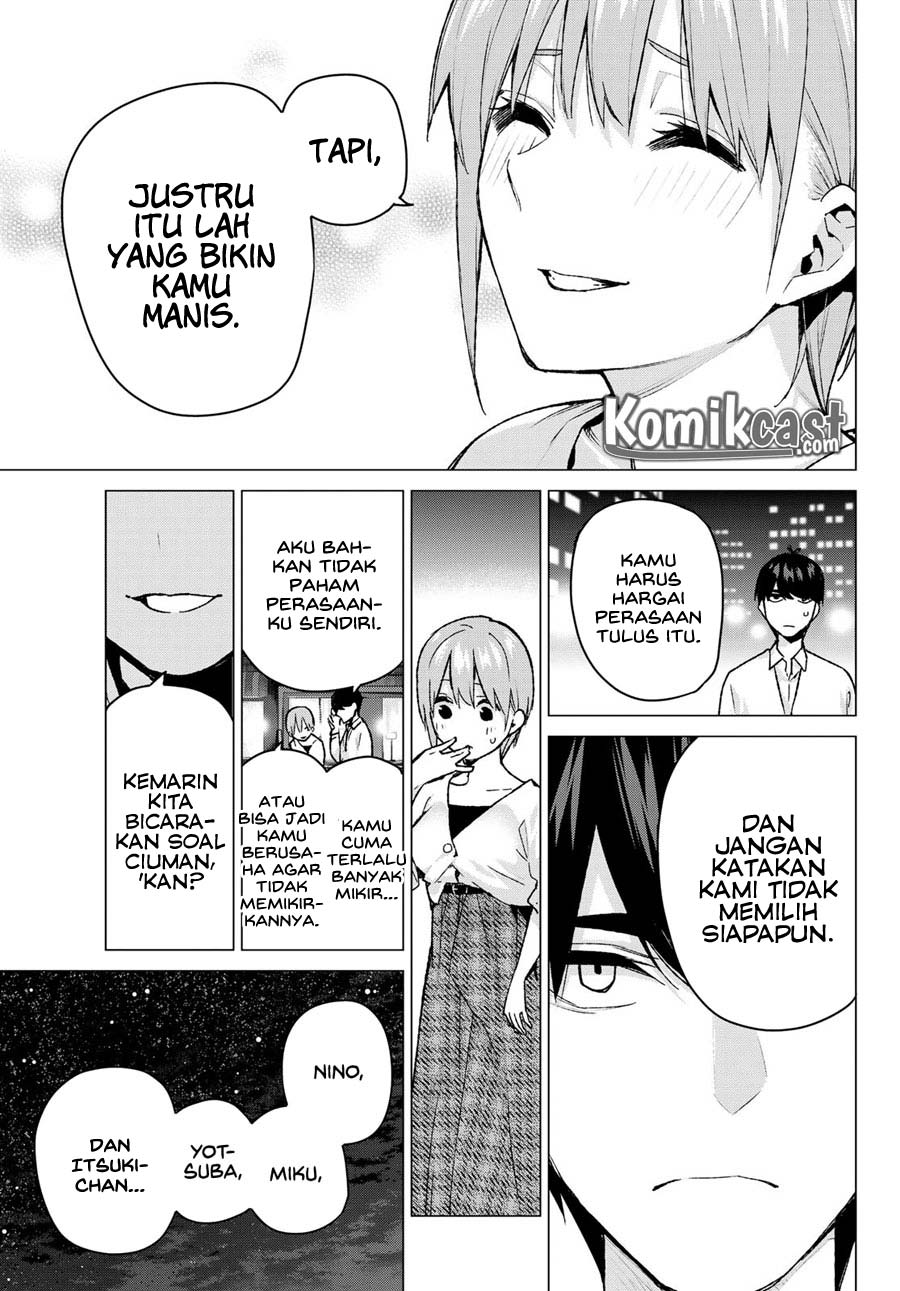 TAPI,
JUSTRU
ITU LAH
YANG BIKIN
KAMU
MANIS.
Komikcast
.com
KAMU
HARUS
HARGAI
PERASAAN
TULUS ITU.
DAN
JANGAN
KATAKAN
KAMI TIDAK
MEMILIH
SIAPAPUN.
AKU BAH-
KAN TIDAK
PAHAM
PERASAAN-
KU SENDIRI.
KAMU
CUMA
TERLALU
BANYAK
MIKIR...
ATAU
BISA JADI
KAMU
BERUSA-
HA AGAR
TIDAK
MEMIKIR-
KANNYA.
KEMARIN
KITA
BICARA-
KAN SOAL
CIUMAN,
'KAN?
NINO,
MIKU,
YOT-
SUBA,
DAN
ITSUKI-
CHAN...